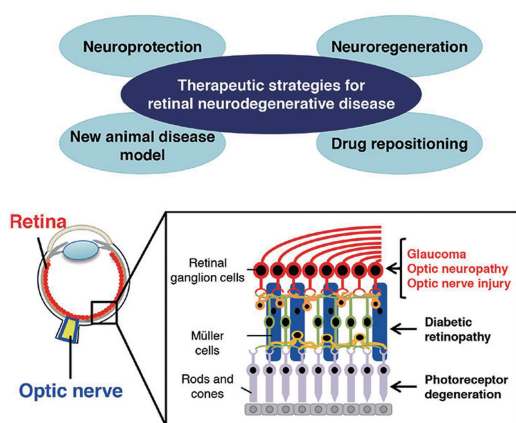 Neuroprotection
Neuroregeneration
Therapeutic strategies for
retinal neurodegenerative disease
New animal disease
model
Drug repositioning
Retina
Optic nerve
Retinal
ganglion cells
Müller
cells
Rods and
cones
Glaucoma
Optic neuropathy
Optic nerve injury
Diabetic
retinopathy
Photoreceptor
degeneration